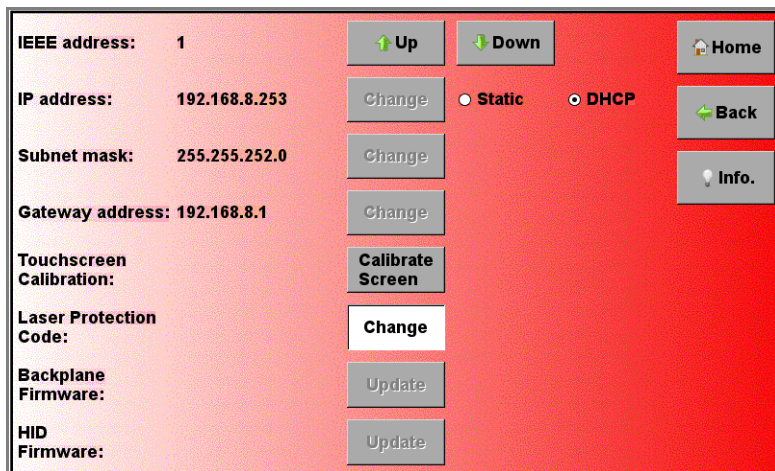 IEEE address: 1 Up Down Home
IP address: 192.168.8.253 Change Static DHCP Back
Subnet mask: 255.255.252.0 Change
Info.
Gateway address: 192.168.8.1 Change
Touchscreen
Calibration:
Calibrate
Screen
Laser Protection
Code:
Change
Backplane
Firmware:
Update
HID
Firmware:
Update